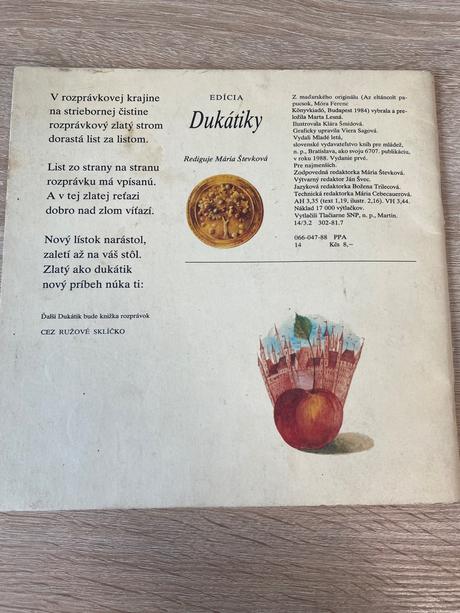 V rozprávkovej krajine
na striebornej čistine
rozprávkový zlatý strom
dorastá list za listom.
List zo strany na stranu
rozprávku má vpísanú.
A v tej zlatej reťazi
dobro nad zlom víťazí.
Nový lístok narástol,
zaletí až na váš stôl.
Zlatý ako dukátik
nový príbeh núka ti:
Ďalší Dukátik bude knižka rozprávok
CEZ RUŽOVÉ SKLÍČKO
EDÍCIA
Dukátiky
Rediguje Mária Števková
Z maďarského originálu (Az eltáncolt pa-
pucsok, Móra Ferenc
Könyvkiadó, Budapest 1984) vybrala a pre-
ložila Marta Lesná.
Ilustrovala Klára Šmidová.
Graficky upravila Viera Sagová.
Vydali Mladé letá,
slovenské vydavateľstvo kníh pre mládež,
n. p., Bratislava, ako svoju 6707. publikáciu,
v roku 1988. Vydanie prvé.
Pre najmenších.
Zodpovedná redaktorka Mária Števková.
Výtvarný redaktor Ján Švec.
Jazyková redaktorka Božena Trilecová.
Technická redaktorka Mária Cebecauerová.
AH 3,35 (text 1,19, ilustr. 2,16). VH 3,44.
Náklad 17 000 výtlačkov.
Vytlačili Tlačiarne SNP, n. p., Martin.
14/3.2 302-81.7
066-047-88 PPA
14 Kčs 8,–